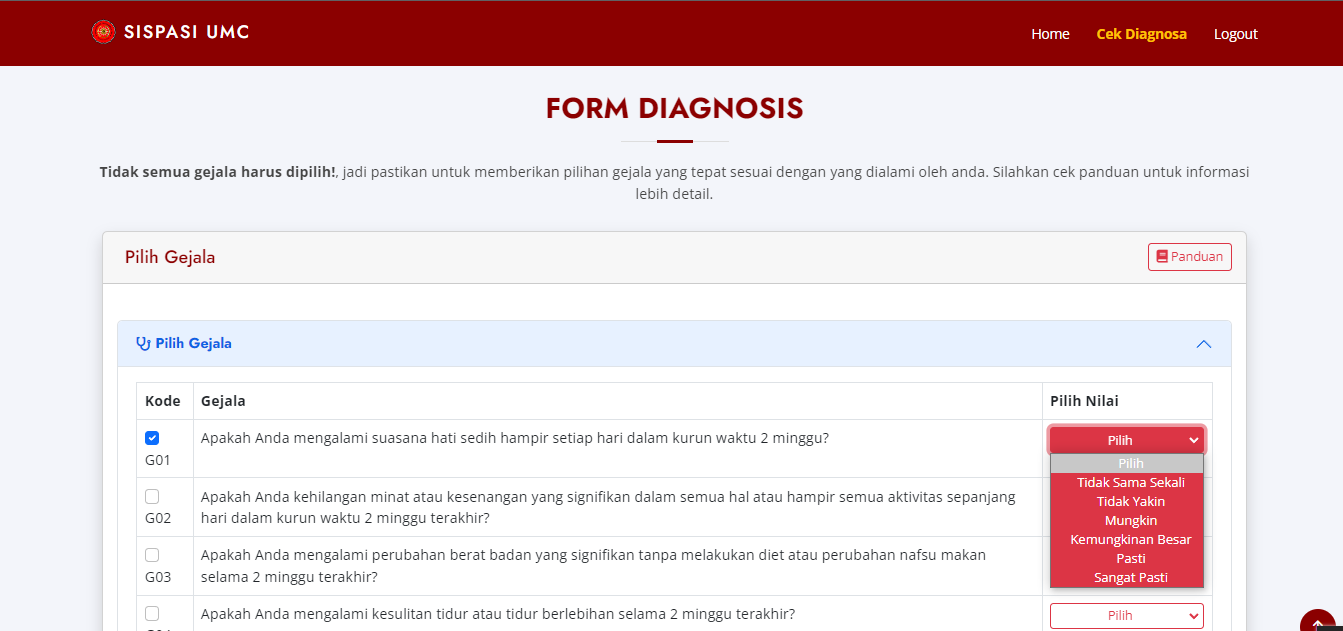 SISPASI UMC
Home
Cek Diagnosa
Logout
FORM DIAGNOSIS
Tidak semua gejala harus dipilih!, jadi pastikan untuk memberikan pilihan gejala yang tepat sesuai dengan yang dialami oleh anda. Silahkan cek panduan untuk informasi
lebih detail.
Pilih Gejala
Panduan
Pilih Gejala
Kode
Gejala
Pilih Nilai
G01
Apakah Anda mengalami suasana hati sedih hampir setiap hari dalam kurun waktu 2 minggu?
Pilih
Pilih
Tidak Sama Sekali
Tidak Yakin
Mungkin
Kemungkinan Besar
Pasti
Sangat Pasti
G02
Apakah Anda kehilangan minat atau kesenangan yang signifikan dalam semua hal atau hampir semua aktivitas sepanjang
hari dalam kurun waktu 2 minggu terakhir?
G03
Apakah Anda mengalami perubahan berat badan yang signifikan tanpa melakukan diet atau perubahan nafsu makan
selama 2 minggu terakhir?
Apakah Anda mengalami kesulitan tidur atau tidur berlebihan selama 2 minggu terakhir?
Pilih